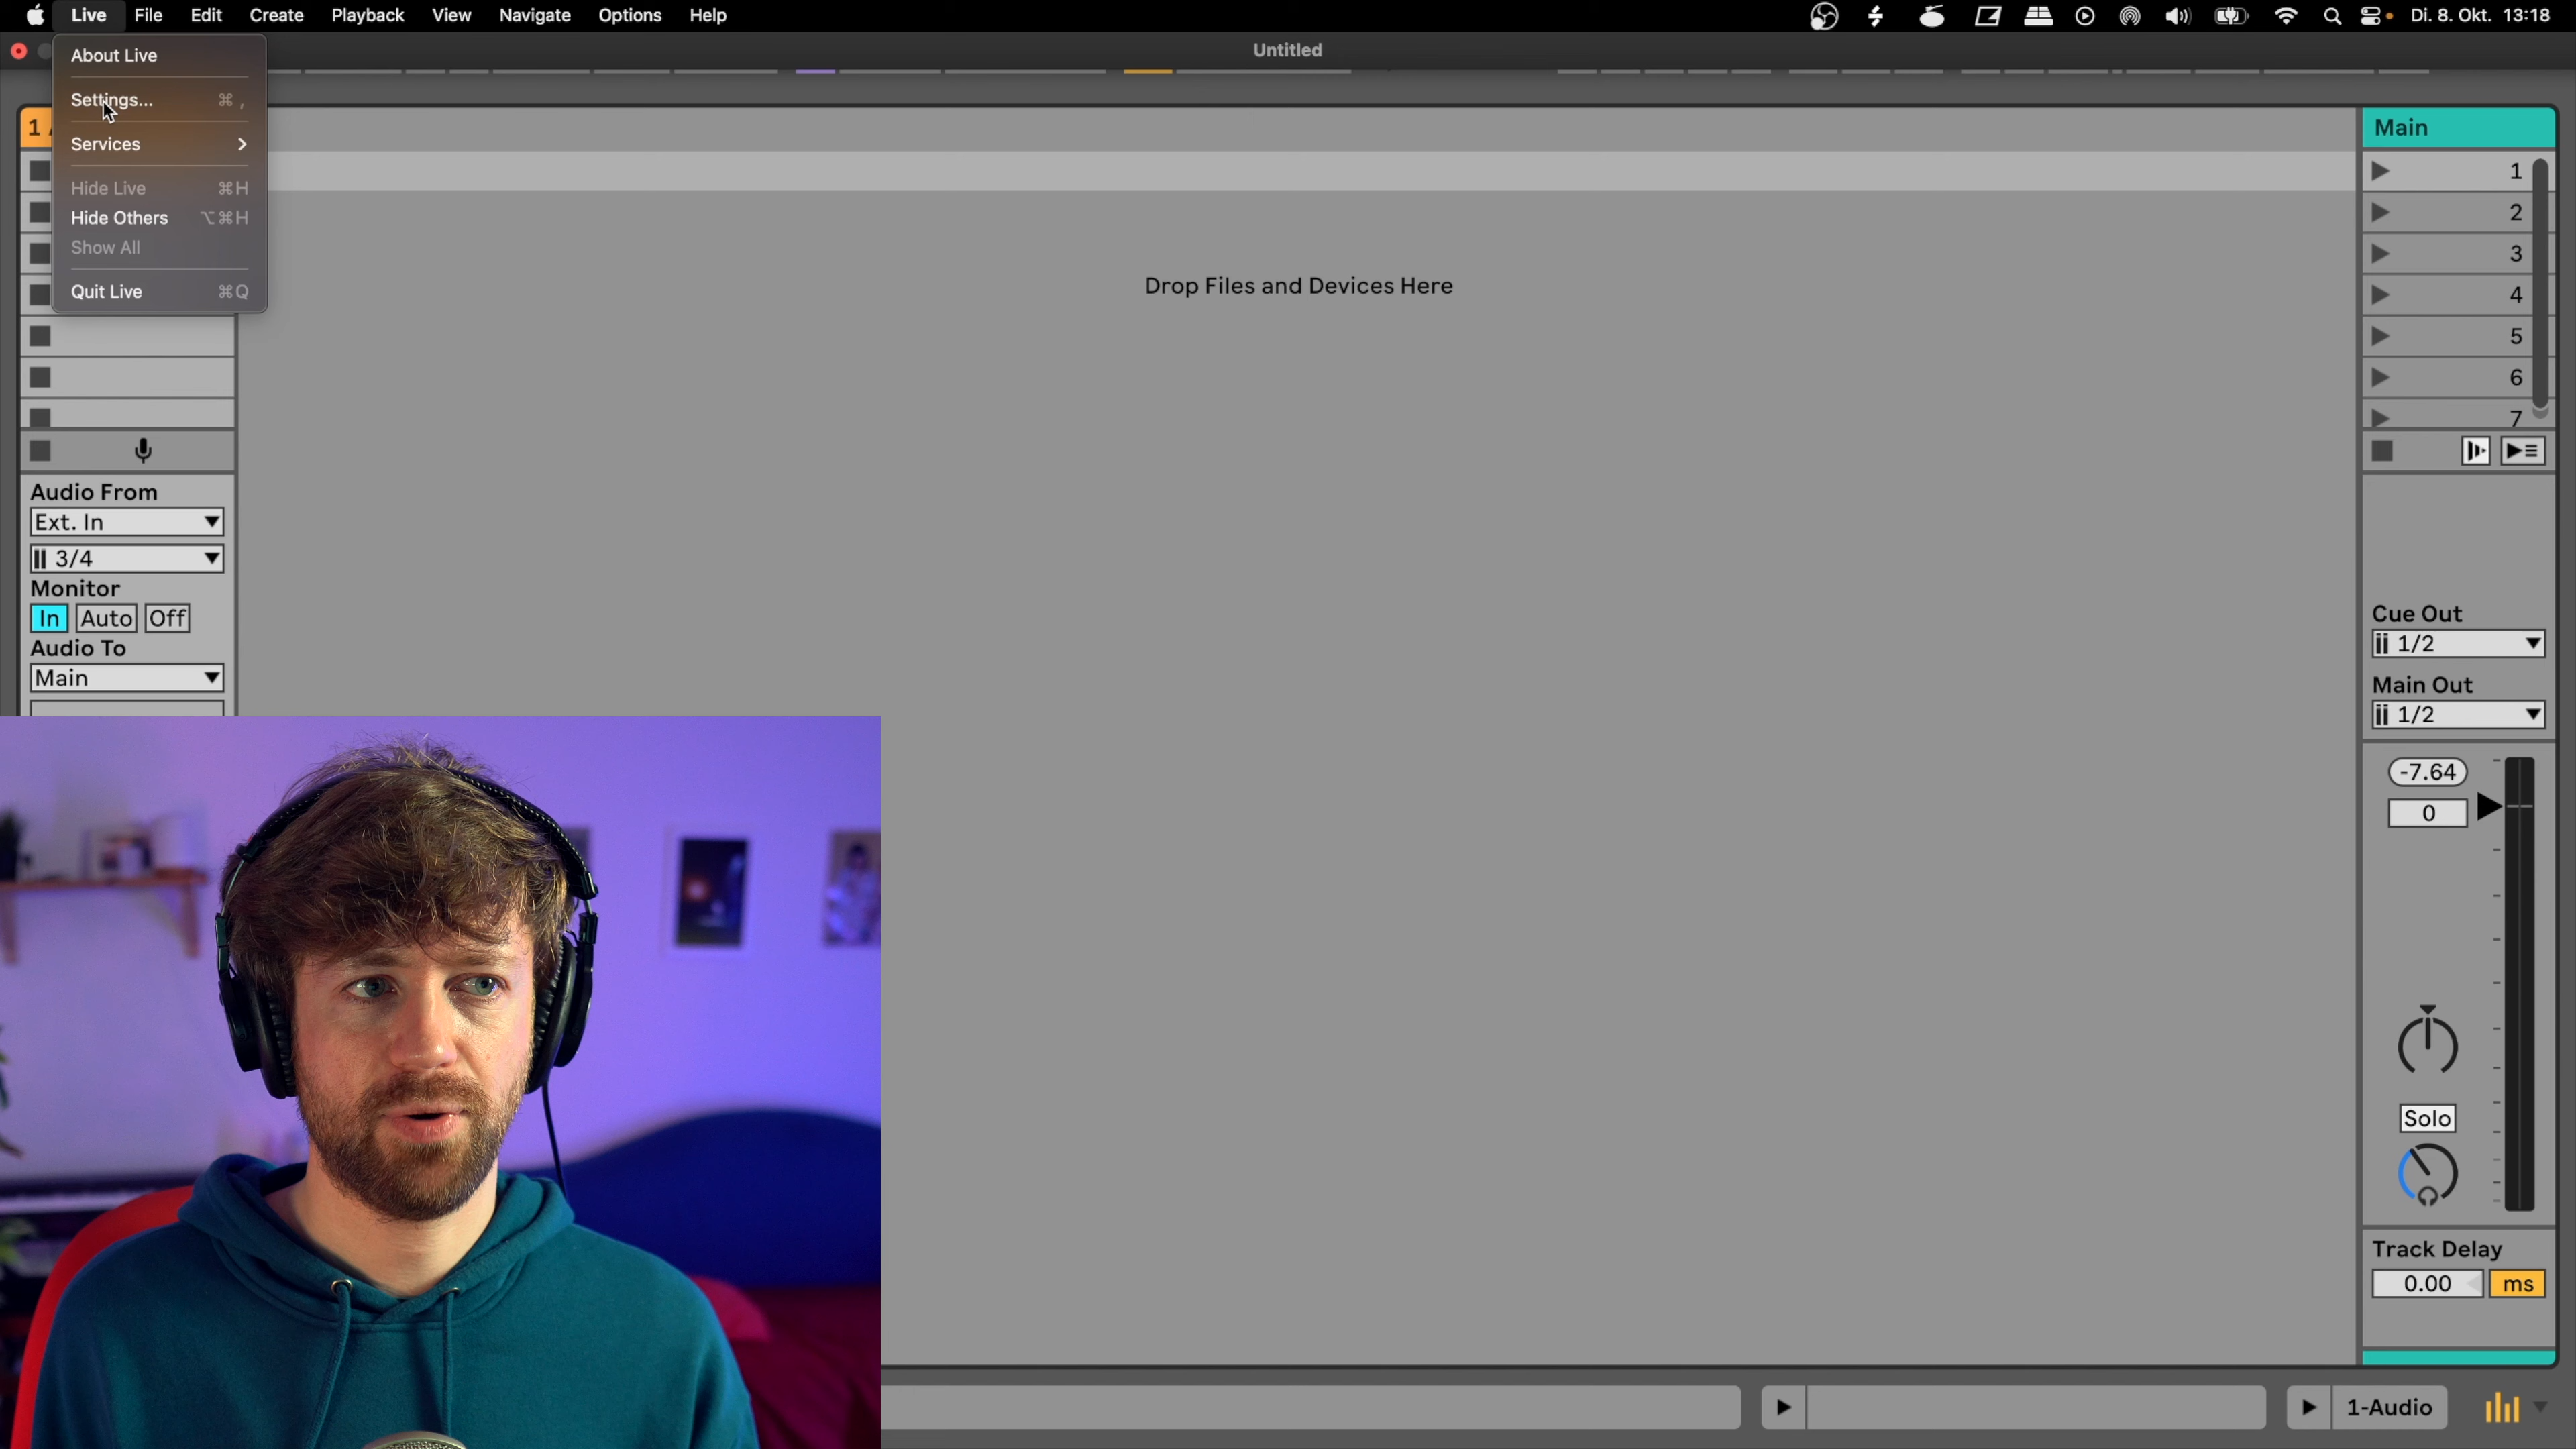 Live File Edit Create Playback View Navigate Options Help Di. 8. Okt. 13:18
Untitled
About Live
Settings... ⌘ ,
Services
Hide Live ⌘H
Hide Others ⌥⌘H
Show All
Quit Live ⌘Q
1
Drop Files and Devices Here
Audio From
Ext. In
3/4
Monitor
In Auto Off
Audio To
Main
Main
1
2
3
4
5
6
7
Cue Out
1/2
Main Out
1/2
-7.64
0
Solo
Track Delay
0.00 ms
1-Audio